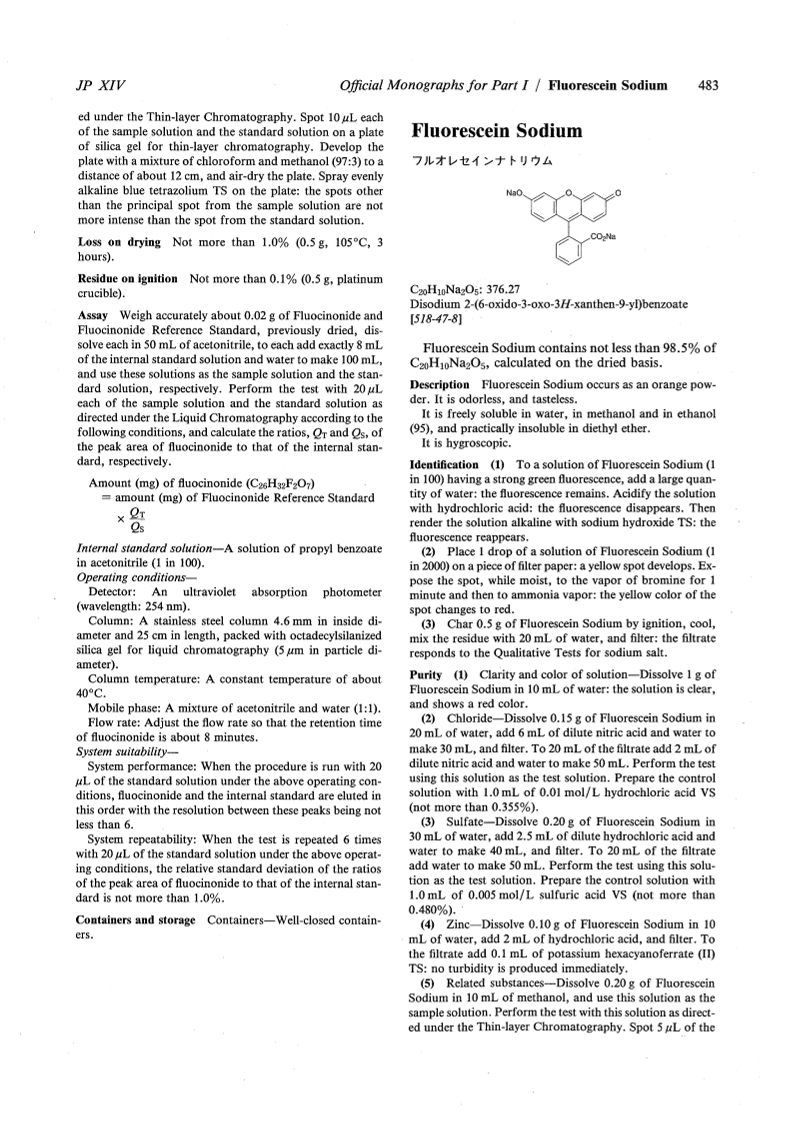 JP XIV
Official Monographs for Part I / Fluorescein Sodium 483
ed under the Thin-layer Chromatography. Spot 10 μL each
of the sample solution and the standard solution on a plate
of silica gel for thin-layer chromatography. Develop the
plate with a mixture of chloroform and methanol (97:3) to a
distance of about 12 cm, and air-dry the plate. Spray evenly
alkaline blue tetrazolium TS on the plate: the spots other
than the principal spot from the sample solution are not
more intense than the spot from the standard solution.
Loss on drying Not more than 1.0% (0.5 g, 105°C, 3
hours).
Residue on ignition Not more than 0.1% (0.5 g, platinum
crucible).
Assay Weigh accurately about 0.02 g of Fluocinonide and
Fluocinonide Reference Standard, previously dried, dis-
solve each in 50 mL of acetonitrile, to each add exactly 8 mL
of the internal standard solution and water to make 100 mL,
and use these solutions as the sample solution and the stan-
dard solution, respectively. Perform the test with 20 μL
each of the sample solution and the standard solution as
directed under the Liquid Chromatography according to the
following conditions, and calculate the ratios, Q_T and Q_S, of
the peak area of fluocinonide to that of the internal stan-
dard, respectively.
Amount (mg) of fluocinonide (C₂₆H₃₂F₂O₇)
= amount (mg) of Fluocinonide Reference Standard
× Q_T
Q_S
Internal standard solution—A solution of propyl benzoate
in acetonitrile (1 in 100).
Operating conditions—
Detector: An ultraviolet absorption photometer
(wavelength: 254 nm).
Column: A stainless steel column 4.6 mm in inside di-
ameter and 25 cm in length, packed with octadecylsilanized
silica gel for liquid chromatography (5 μm in particle di-
ameter).
Column temperature: A constant temperature of about
40°C.
Mobile phase: A mixture of acetonitrile and water (1:1).
Flow rate: Adjust the flow rate so that the retention time
of fluocinonide is about 8 minutes.
System suitability—
System performance: When the procedure is run with 20
μL of the standard solution under the above operating con-
ditions, fluocinonide and the internal standard are eluted in
this order with the resolution between these peaks being not
less than 6.
System repeatability: When the test is repeated 6 times
with 20 μL of the standard solution under the above operat-
ing conditions, the relative standard deviation of the ratios
of the peak area of fluocinonide to that of the internal stan-
dard is not more than 1.0%.
Containers and storage Containers—Well-closed contain-
ers.
Fluorescein Sodium
フルオレセインナトリウム
NaO O O
CO₂Na
C₂₀H₁₀Na₂O₅: 376.27
Disodium 2-(6-oxido-3-oxo-3H-xanthen-9-yl)benzoate
[518-47-8]
Fluorescein Sodium contains not less than 98.5% of
C₂₀H₁₀Na₂O₅, calculated on the dried basis.
Description Fluorescein Sodium occurs as an orange pow-
der. It is odorless, and tasteless.
It is freely soluble in water, in methanol and in ethanol
(95), and practically insoluble in diethyl ether.
It is hygroscopic.
Identification (1) To a solution of Fluorescein Sodium (1
in 100) having a strong green fluorescence, add a large quan-
tity of water: the fluorescence remains. Acidify the solution
with hydrochloric acid: the fluorescence disappears. Then
render the solution alkaline with sodium hydroxide TS: the
fluorescence reappears.
(2) Place 1 drop of a solution of Fluorescein Sodium (1
in 2000) on a piece of filter paper: a yellow spot develops. Ex-
pose the spot, while moist, to the vapor of bromine for 1
minute and then to ammonia vapor: the yellow color of the
spot changes to red.
(3) Char 0.5 g of Fluorescein Sodium by ignition, cool,
mix the residue with 20 mL of water, and filter: the filtrate
responds to the Qualitative Tests for sodium salt.
Purity (1) Clarity and color of solution—Dissolve 1 g of
Fluorescein Sodium in 10 mL of water: the solution is clear,
and shows a red color.
(2) Chloride—Dissolve 0.15 g of Fluorescein Sodium in
20 mL of water, add 6 mL of dilute nitric acid and water to
make 30 mL, and filter. To 20 mL of the filtrate add 2 mL of
dilute nitric acid and water to make 50 mL. Perform the test
using this solution as the test solution. Prepare the control
solution with 1.0 mL of 0.01 mol/L hydrochloric acid VS
(not more than 0.355%).
(3) Sulfate—Dissolve 0.20 g of Fluorescein Sodium in
30 mL of water, add 2.5 mL of dilute hydrochloric acid and
water to make 40 mL, and filter. To 20 mL of the filtrate
add water to make 50 mL. Perform the test using this solu-
tion as the test solution. Prepare the control solution with
1.0 mL of 0.005 mol/L sulfuric acid VS (not more than
0.480%).
(4) Zinc—Dissolve 0.10 g of Fluorescein Sodium in 10
mL of water, add 2 mL of hydrochloric acid, and filter. To
the filtrate add 0.1 mL of potassium hexacyanoferrate (II)
TS: no turbidity is produced immediately.
(5) Related substances—Dissolve 0.20 g of Fluorescein
Sodium in 10 mL of methanol, and use this solution as the
sample solution. Perform the test with this solution as direct-
ed under the Thin-layer Chromatography. Spot 5 μL of the